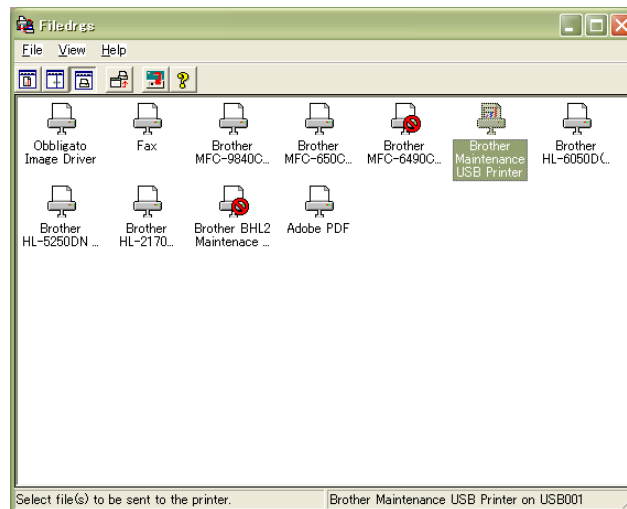 Filedrgs
File View Help
Obbligato
Image Driver
Fax
Brother
MFC-9840C...
Brother
MFC-650C...
Brother
MFC-6490C...
Brother
Maintenance
USB Printer
Brother
HL-6050D(...
Brother
HL-5250DN ...
Brother
HL-2170...
Brother BHL2
Maintenace ...
Adobe PDF
Select file(s) to be sent to the printer.
Brother Maintenance USB Printer on USB001